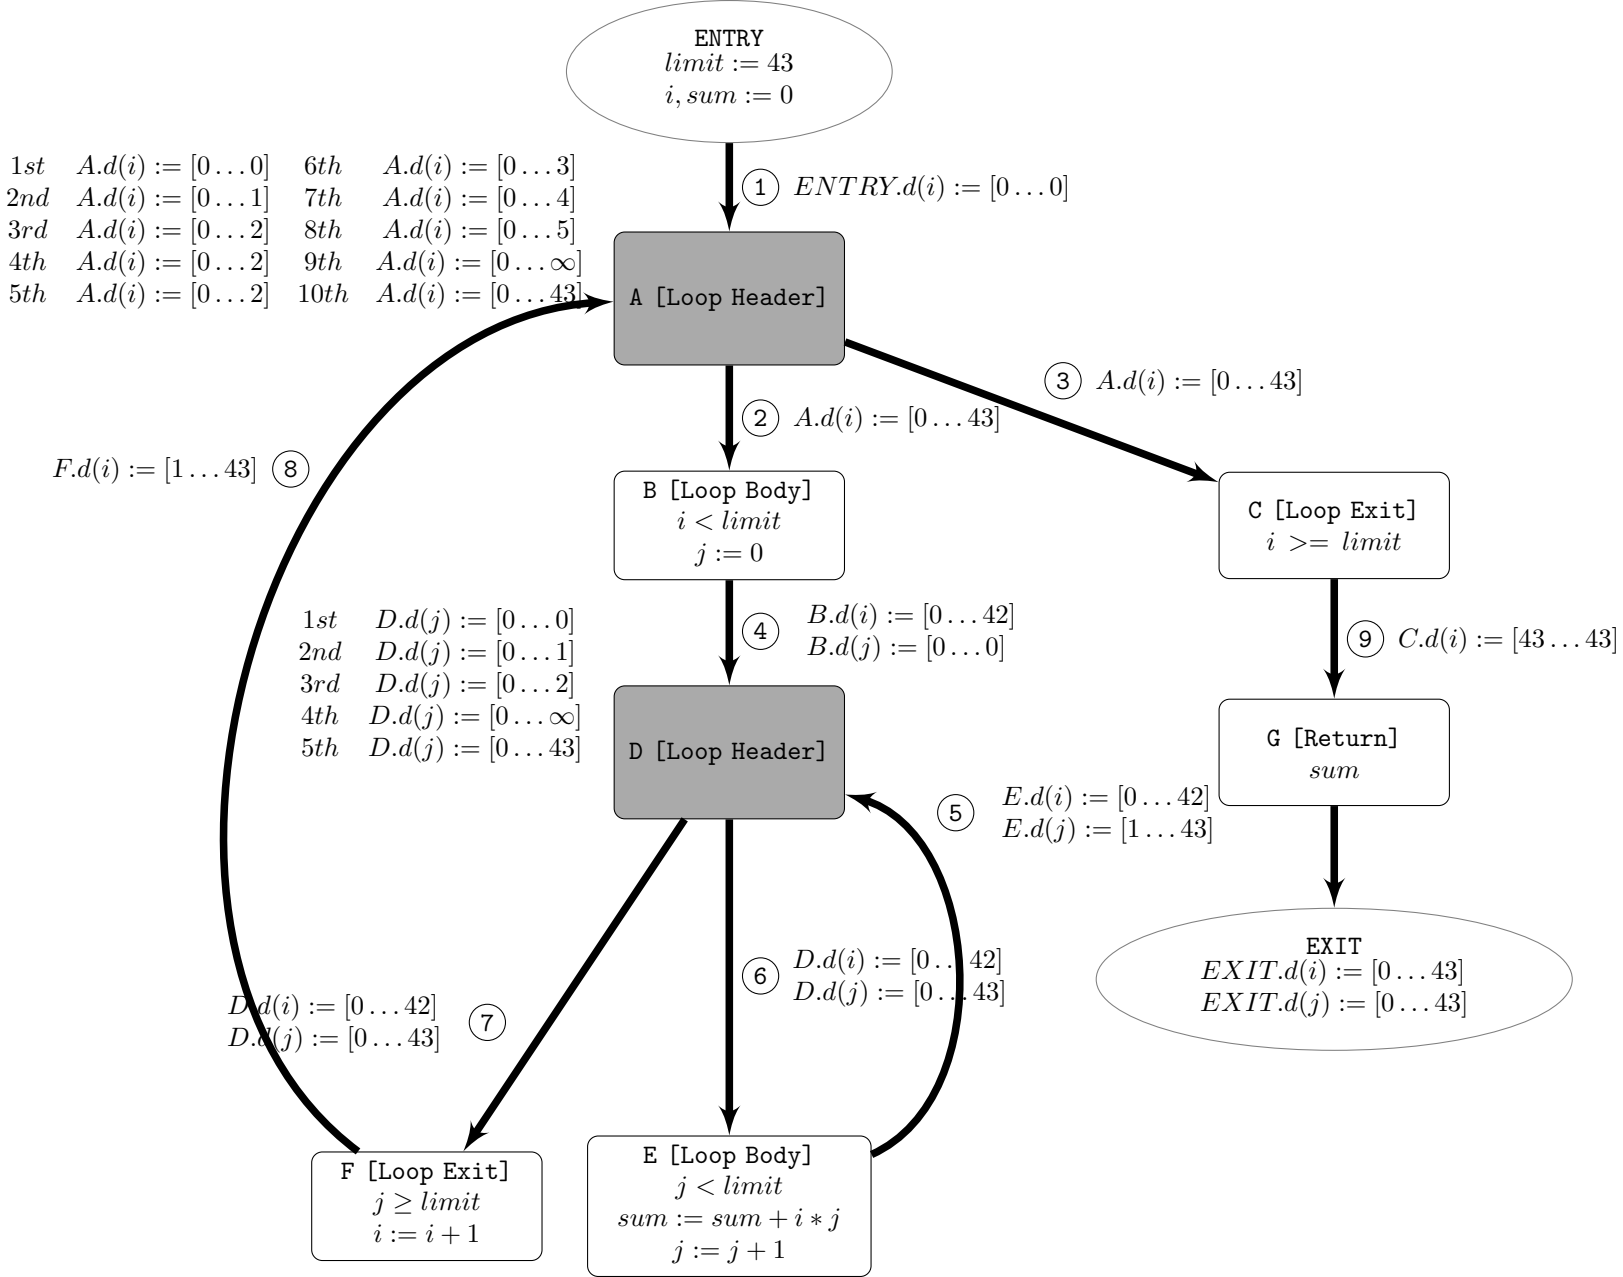 ENTRY
limit := 43
i, sum := 0
1st A.d(i) := [0 … 0] 6th A.d(i) := [0 … 3]
2nd A.d(i) := [0 … 1] 7th A.d(i) := [0 … 4]
3rd A.d(i) := [0 … 2] 8th A.d(i) := [0 … 5]
4th A.d(i) := [0 … 2] 9th A.d(i) := [0 … ∞]
5th A.d(i) := [0 … 2] 10th A.d(i) := [0 … 43]
1 ENTRY.d(i) := [0 … 0]
A [Loop Header]
3 A.d(i) := [0 … 43]
2 A.d(i) := [0 … 43]
F.d(i) := [1 … 43] 8
B [Loop Body]
i < limit
j := 0
C [Loop Exit]
i >= limit
1st D.d(j) := [0 … 0]
2nd D.d(j) := [0 … 1]
3rd D.d(j) := [0 … 2]
4th D.d(j) := [0 … ∞]
5th D.d(j) := [0 … 43]
4
B.d(i) := [0 … 42]
B.d(j) := [0 … 0]
9 C.d(i) := [43 … 43]
D [Loop Header]
G [Return]
sum
5
E.d(i) := [0 … 42]
E.d(j) := [1 … 43]
6
D.d(i) := [0 … 42]
D.d(j) := [0 … 43]
EXIT
EXIT.d(i) := [0 … 43]
EXIT.d(j) := [0 … 43]
D.d(i) := [0 … 42]
D.d(j) := [0 … 43]
7
F [Loop Exit]
j ≥ limit
i := i + 1
E [Loop Body]
j < limit
sum := sum + i * j
j := j + 1